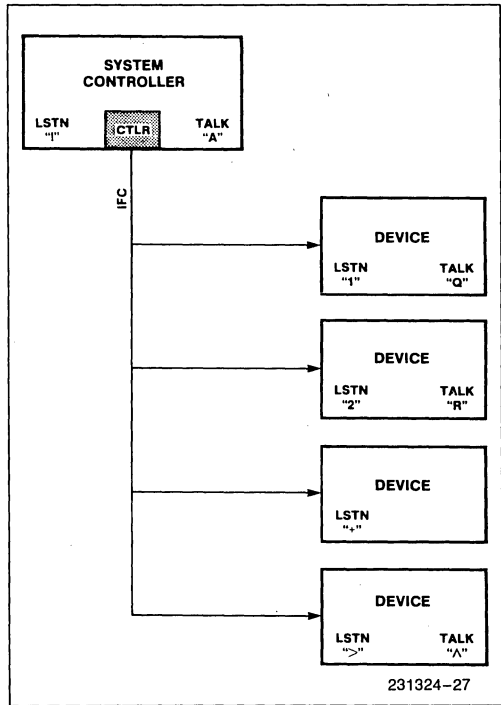 SYSTEM
CONTROLLER
LSTN
"!"
CTLR
TALK
"A"
IFC
DEVICE
LSTN
"1"
TALK
"Q"
DEVICE
LSTN
"2"
TALK
"R"
DEVICE
LSTN
"+"
DEVICE
LSTN
">"
TALK
"^"
231324–27